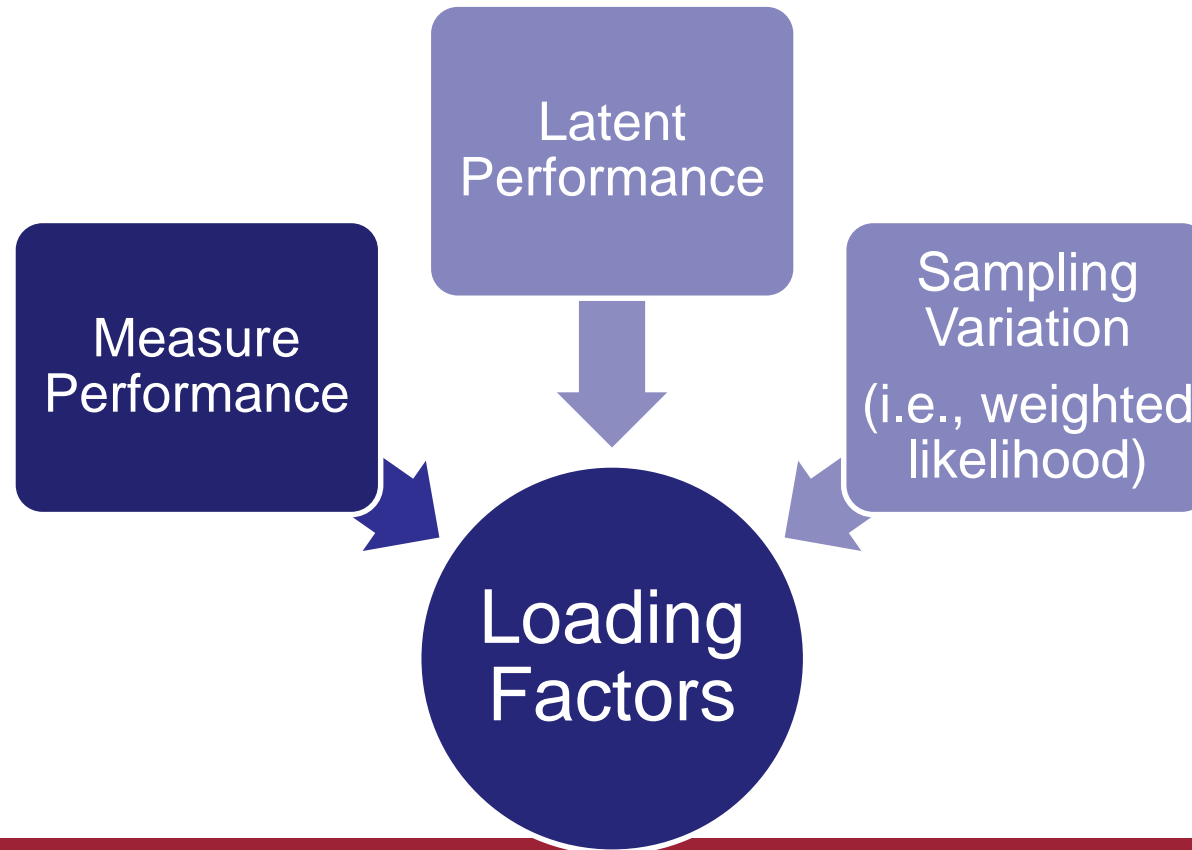 Latent
Performance
Measure
Performance
Sampling
Variation
(i.e., weighted
likelihood)
Loading
Factors